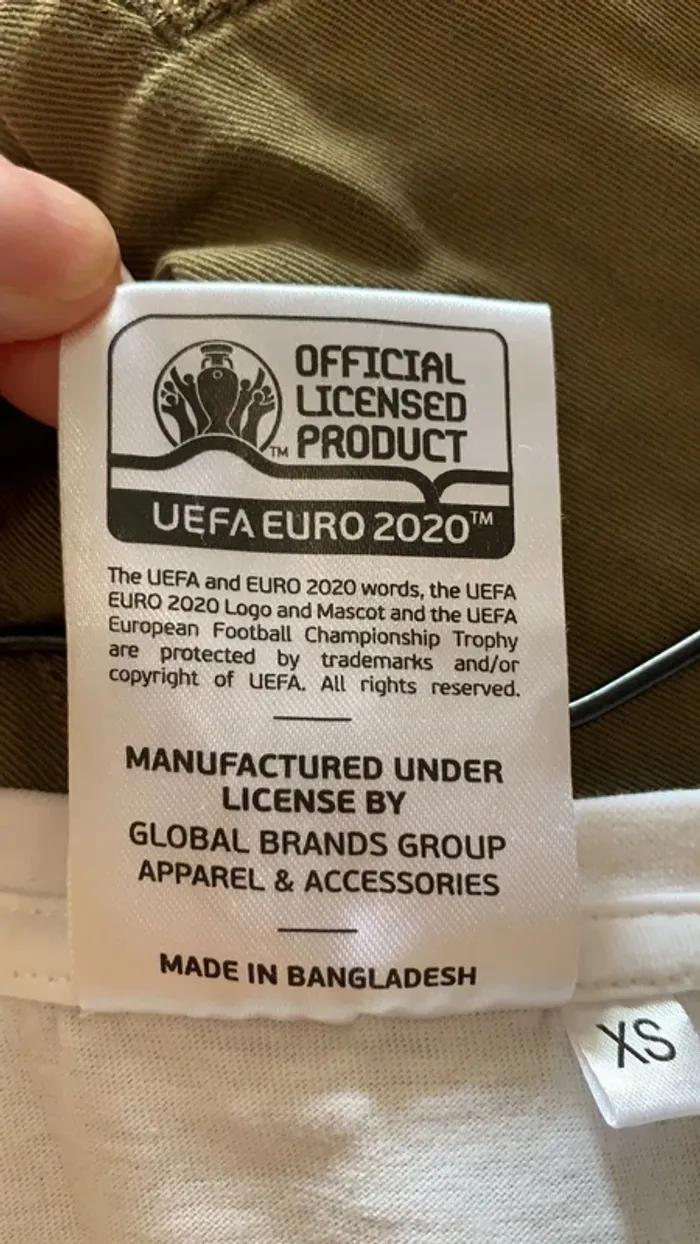 OFFICIAL
LICENSED
™ PRODUCT
UEFA EURO 2020™
The UEFA and EURO 2020 words, the UEFA
EURO 2020 Logo and Mascot and the UEFA
European Football Championship Trophy
are protected by trademarks and/or
copyright of UEFA. All rights reserved.
MANUFACTURED UNDER
LICENSE BY
GLOBAL BRANDS GROUP
APPAREL & ACCESSORIES
MADE IN BANGLADESH
XS